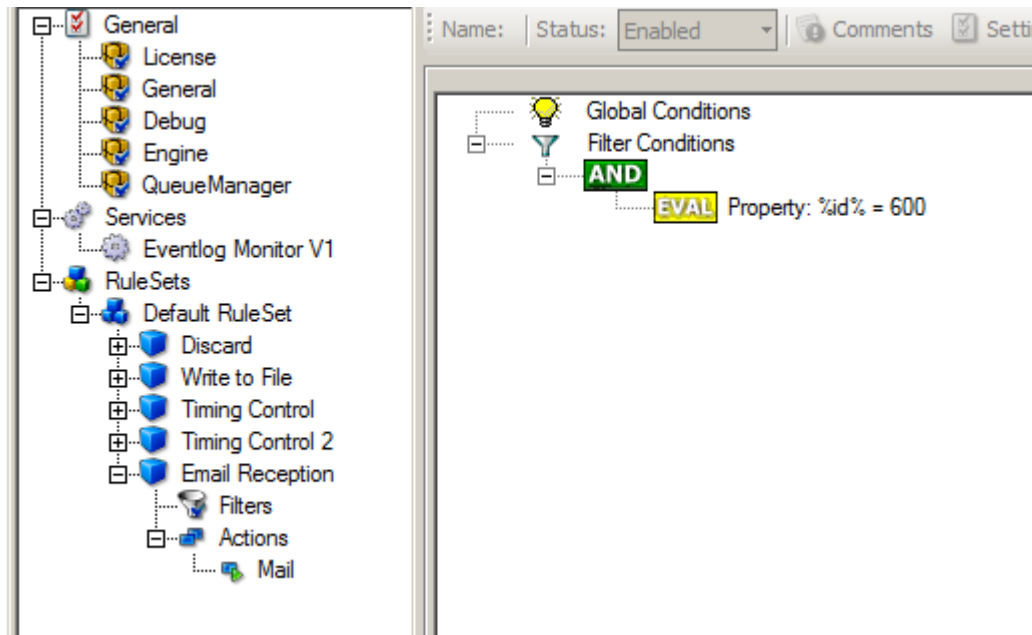 General
License
General
Debug
Engine
QueueManager
Services
Eventlog Monitor V1
RuleSets
Default RuleSet
Discard
Write to File
Timing Control
Timing Control 2
Email Reception
Filters
Actions
Mail
Name: Status: Enabled Comments Setti
Global Conditions
Filter Conditions
AND
EVAL Property: %id% = 600